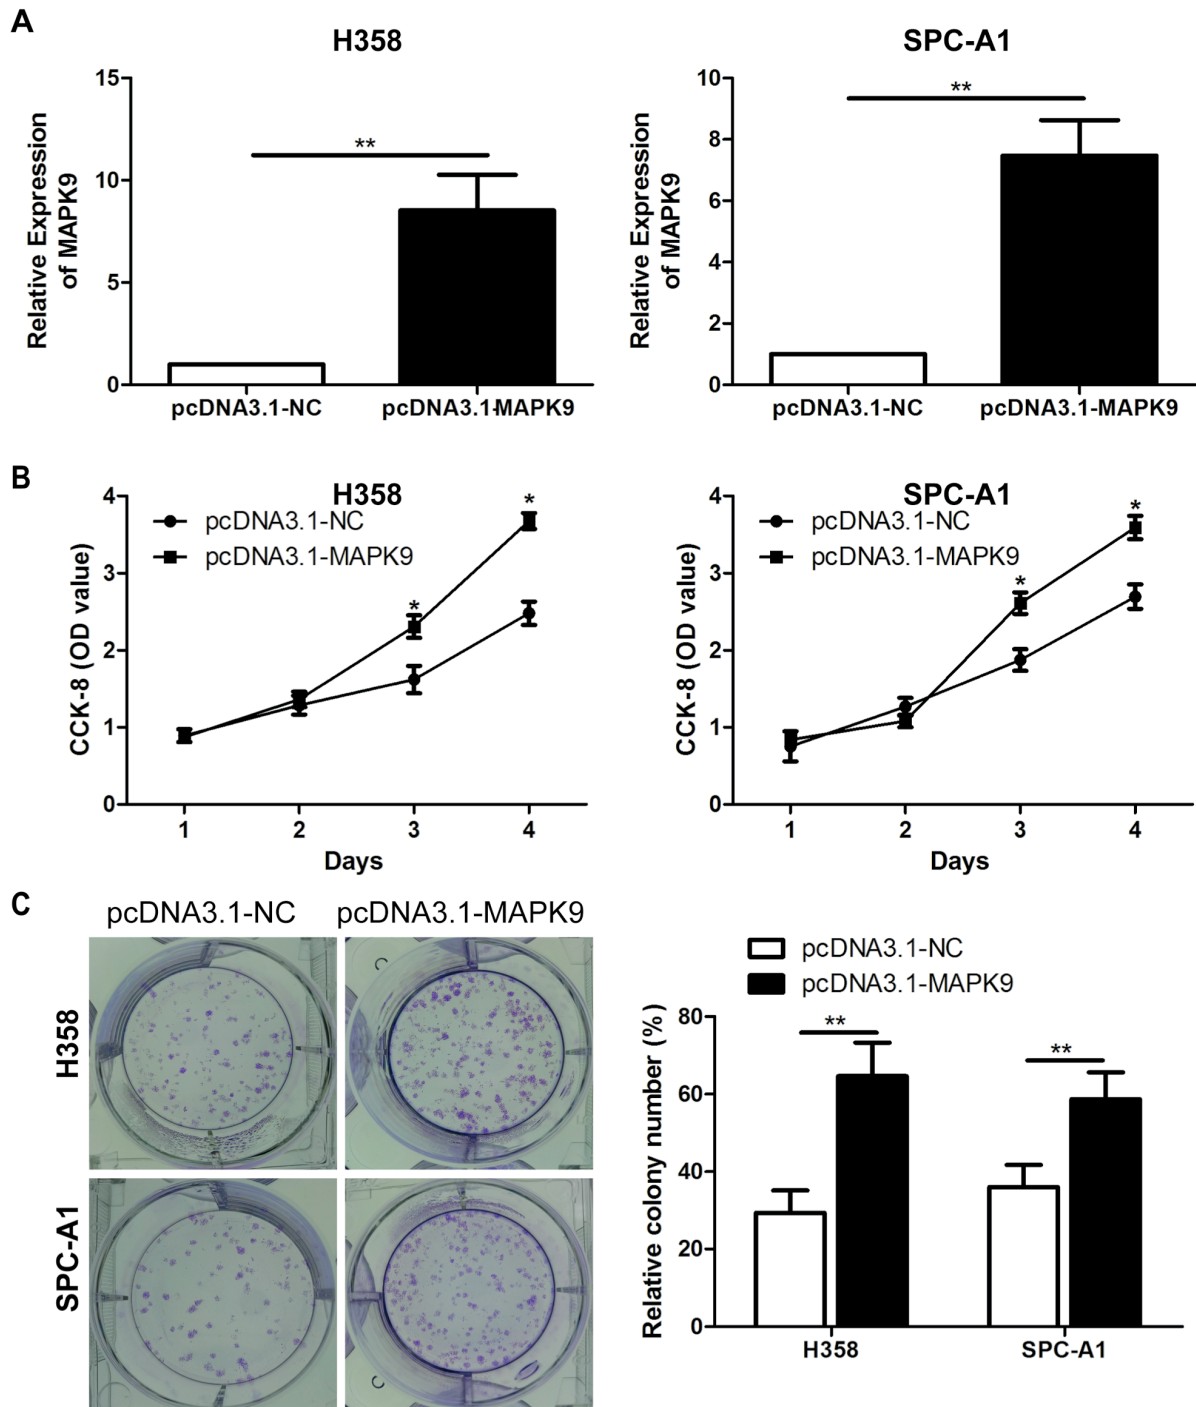 A
H358
15
10
5
0
Relative Expression
of MAPK9
**
pcDNA3.1-NC
pcDNA3.1-MAPK9
SPC-A1
10
8
6
4
2
0
Relative Expression
of MAPK9
**
pcDNA3.1-NC
pcDNA3.1-MAPK9
B
H358
pcDNA3.1-NC
pcDNA3.1-MAPK9
4
3
2
1
0
CCK-8 (OD value)
*
*
1 2 3 4
Days
SPC-A1
pcDNA3.1-NC
pcDNA3.1-MAPK9
4
3
2
1
0
CCK-8 (OD value)
*
*
1 2 3 4
Days
C
pcDNA3.1-NC pcDNA3.1-MAPK9
H358
C
SPC-A1
C
pcDNA3.1-NC
pcDNA3.1-MAPK9
80
60
40
20
0
Relative colony number (%)
**
**
H358 SPC-A1